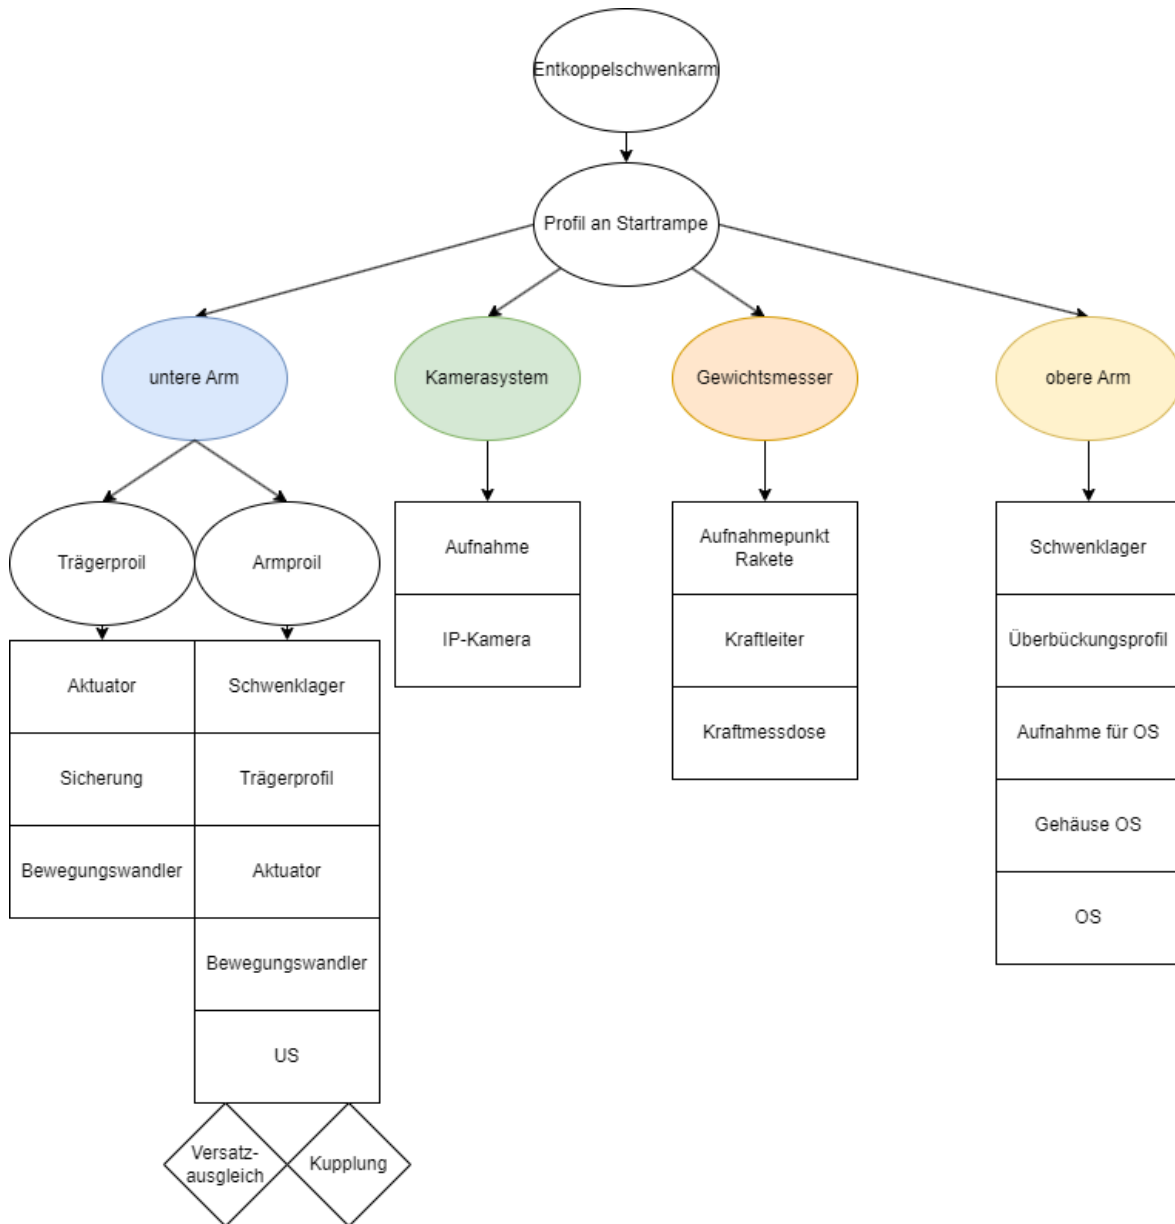 Entkoppelschwenkarm
Profil an Startrampe
untere Arm
Kamerasystem
Gewichtsmesser
obere Arm
Trägerproil
Armproil
Aufnahme
Aufnahmepunkt
Rakete
Schwenklager
IP-Kamera
Kraftleiter
Überbückungsprofil
Aktuator
Schwenklager
Kraftmessdose
Aufnahme für OS
Sicherung
Trägerprofil
Gehäuse OS
Bewegungswandler
Aktuator
OS
Bewegungswandler
US
Versatz-
ausgleich
Kupplung